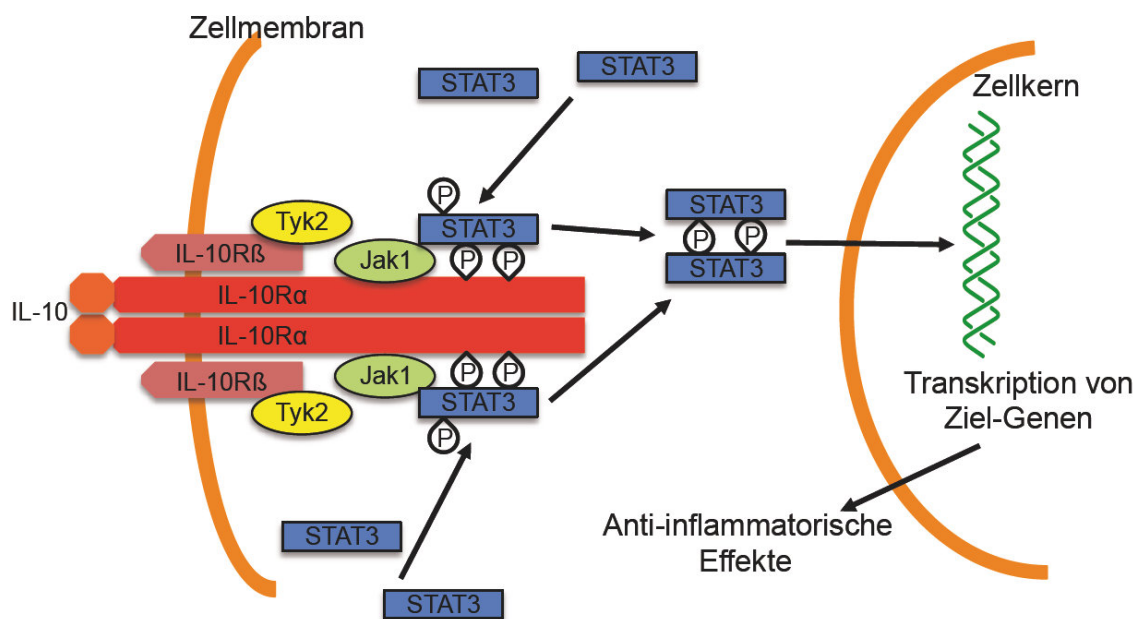 Zellmembran
STAT3
STAT3
Zellkern
P
STAT3
Tyk2
STAT3
IL-10Rß
Jak1
P
P
P
P
STAT3
IL-10Rα
IL-10
IL-10Rα
IL-10Rß
Jak1
P
P
Tyk2
STAT3
P
Transkription von
Ziel-Genen
STAT3
Anti-inflammatorische
Effekte
STAT3